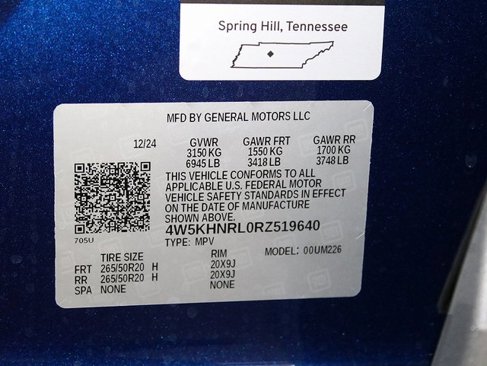 Spring Hill, Tennessee
MFD BY GENERAL MOTORS LLC
12/24 GVWR GAWR FRT GAWR RR
3150 KG 1550 KG 1700 KG
6945 LB 3418 LB 3748 LB
THIS VEHICLE CONFORMS TO ALL
APPLICABLE U.S. FEDERAL MOTOR
VEHICLE SAFETY STANDARDS IN EFFECT
ON THE DATE OF MANUFACTURE
SHOWN ABOVE.
4W5KHNRL0RZ519640
705U TYPE: MPV MODEL: 00UM226
TIRE SIZE RIM
FRT 265/50R20 H 20X9J
RR 265/50R20 H 20X9J
SPA NONE NONE